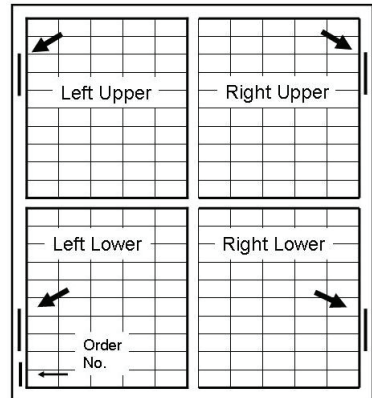 Left Upper
Right Upper
Left Lower
Right Lower
Order
No.